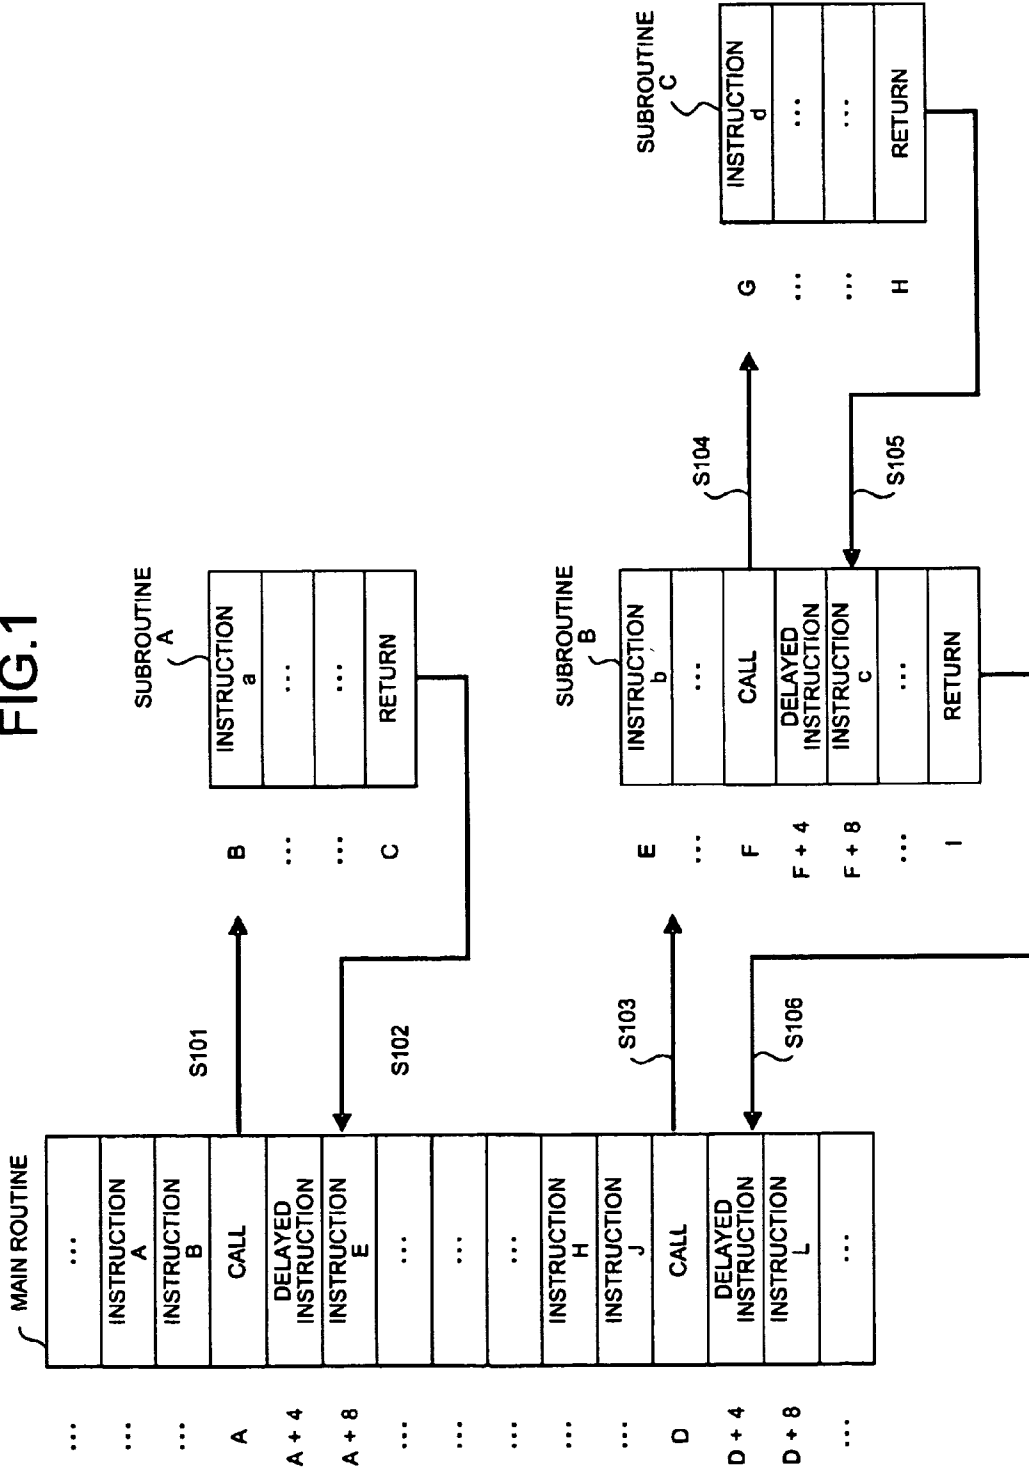 FIG.1
MAIN ROUTINE
...
...
... INSTRUCTION
A
... INSTRUCTION
B
A CALL
A + 4 DELAYED
INSTRUCTION
A + 8 INSTRUCTION
E
...
...
...
...
...
...
... INSTRUCTION
H
... INSTRUCTION
J
D CALL
D + 4 DELAYED
INSTRUCTION
D + 8 INSTRUCTION
L
...
...
S101
S102
S103
S106
SUBROUTINE
A
B INSTRUCTION
a
...
...
...
...
C RETURN
SUBROUTINE
B
E INSTRUCTION
b
...
...
F CALL
F + 4 DELAYED
INSTRUCTION
F + 8 INSTRUCTION
c
...
...
I RETURN
S104
S105
SUBROUTINE
C
G INSTRUCTION
d
...
...
...
...
H RETURN